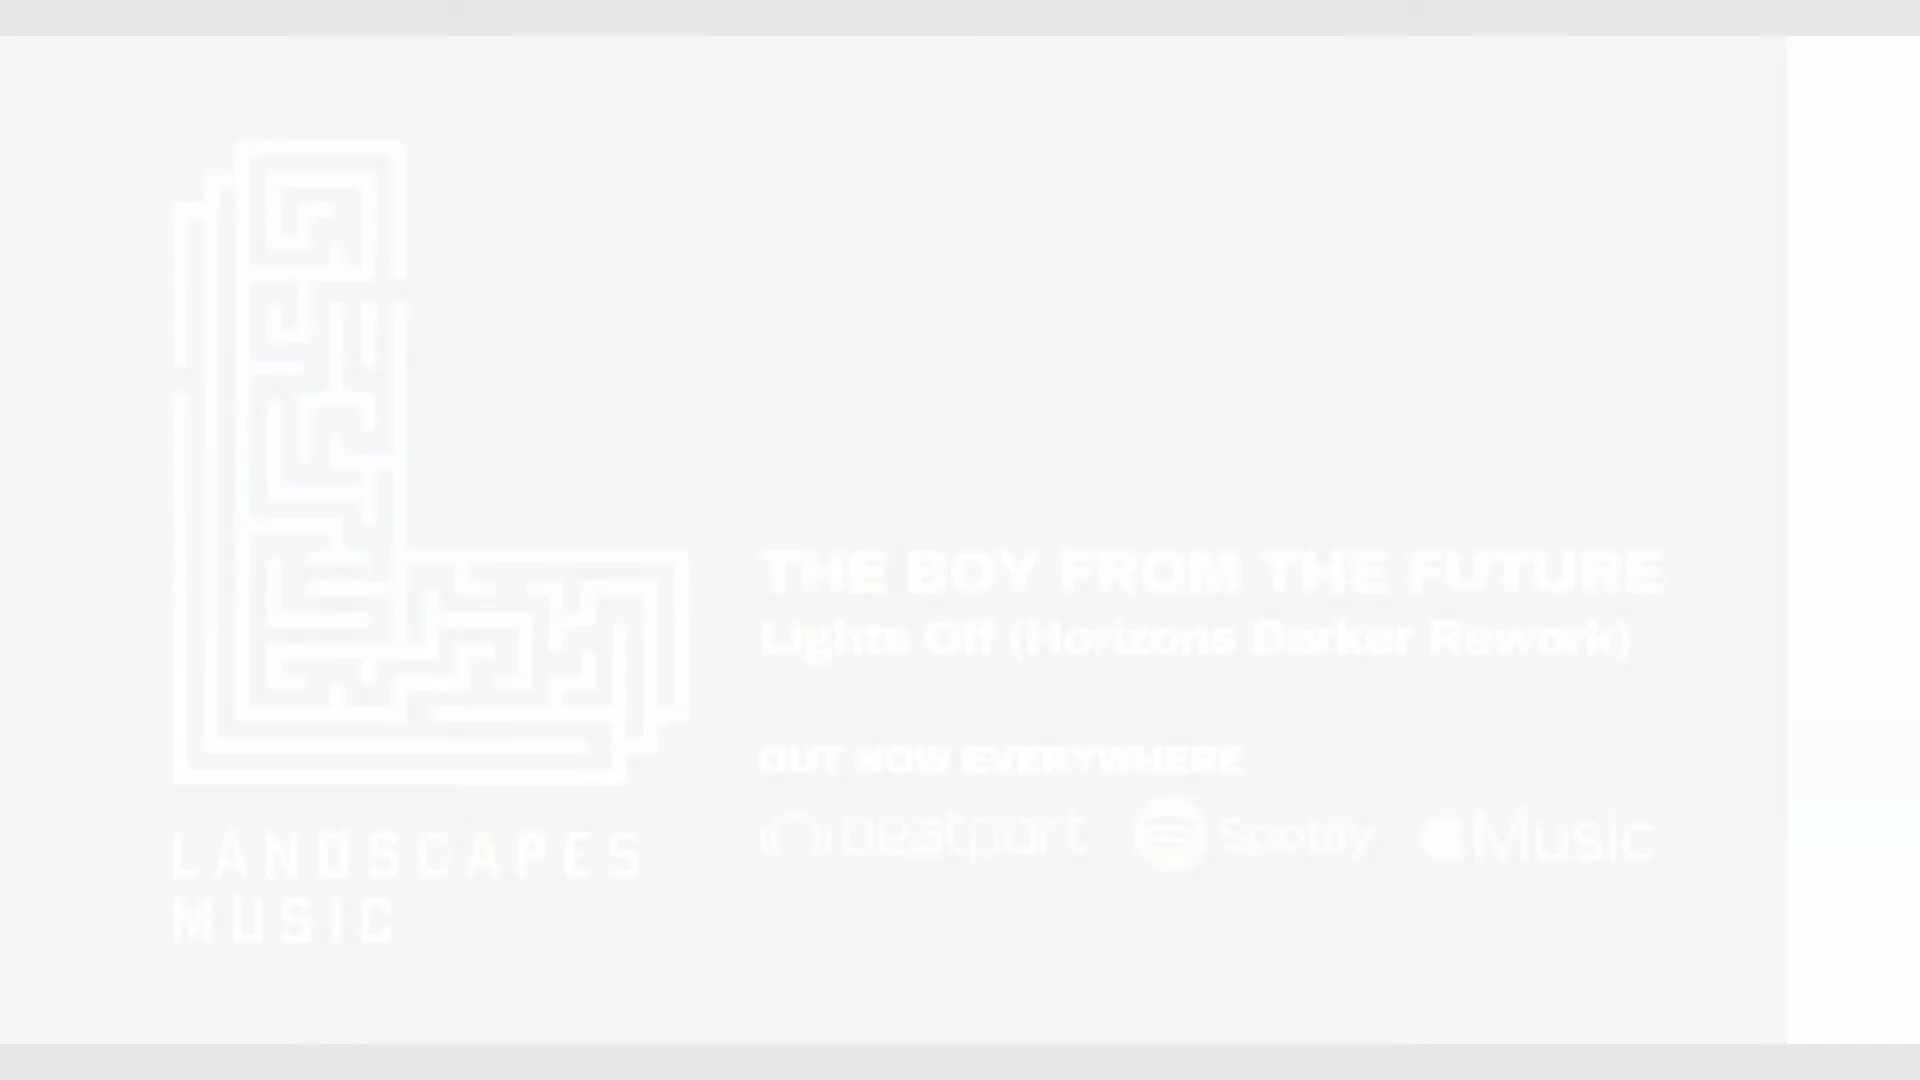 THE BOY FROM THE FUTURE
Lights Off (Horizons Darker Rework)
OUT NOW EVERYWHERE
beatport Spotify Music
LANDSCAPES
MUSIC